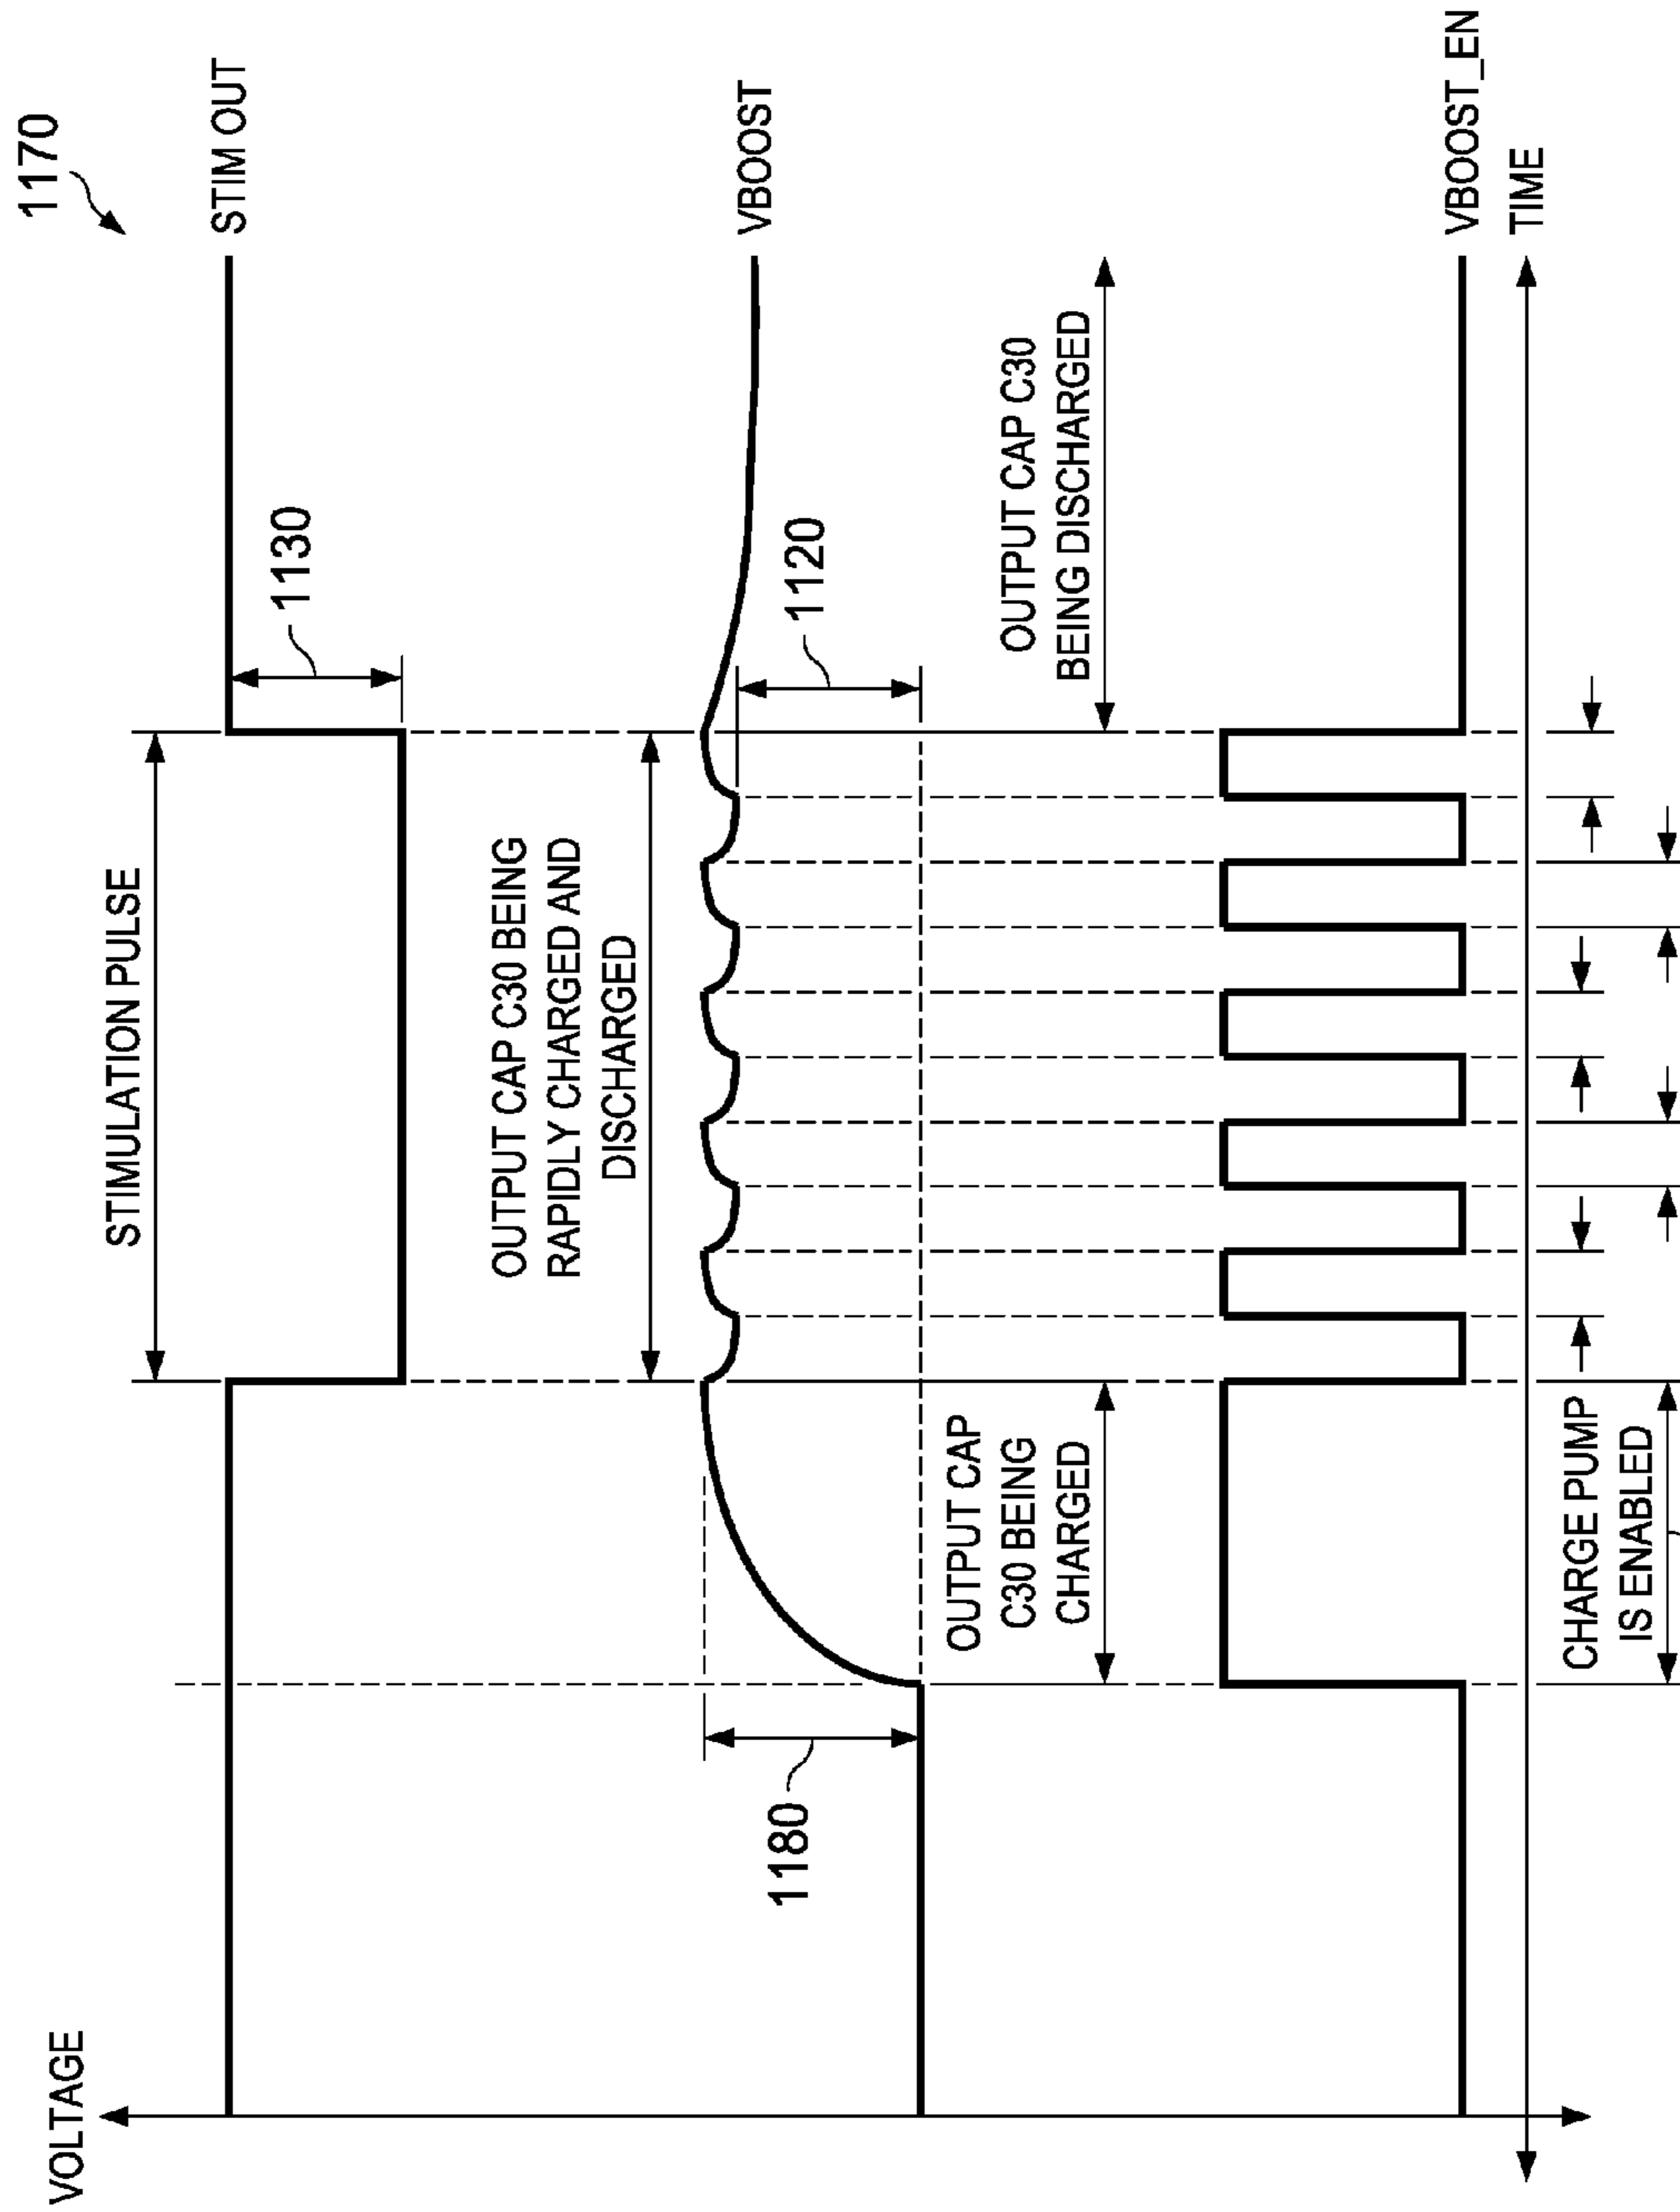 1170
VOLTAGE
STIMULATION PULSE
STIM OUT
1130
OUTPUT CAP C30 BEING
RAPIDLY CHARGED AND
DISCHARGED
VBOOST
1180
1120
OUTPUT CAP
C30 BEING
CHARGED
OUTPUT CAP C30
BEING DISCHARGED
VBOOST_EN
TIME
CHARGE PUMP
IS ENABLED